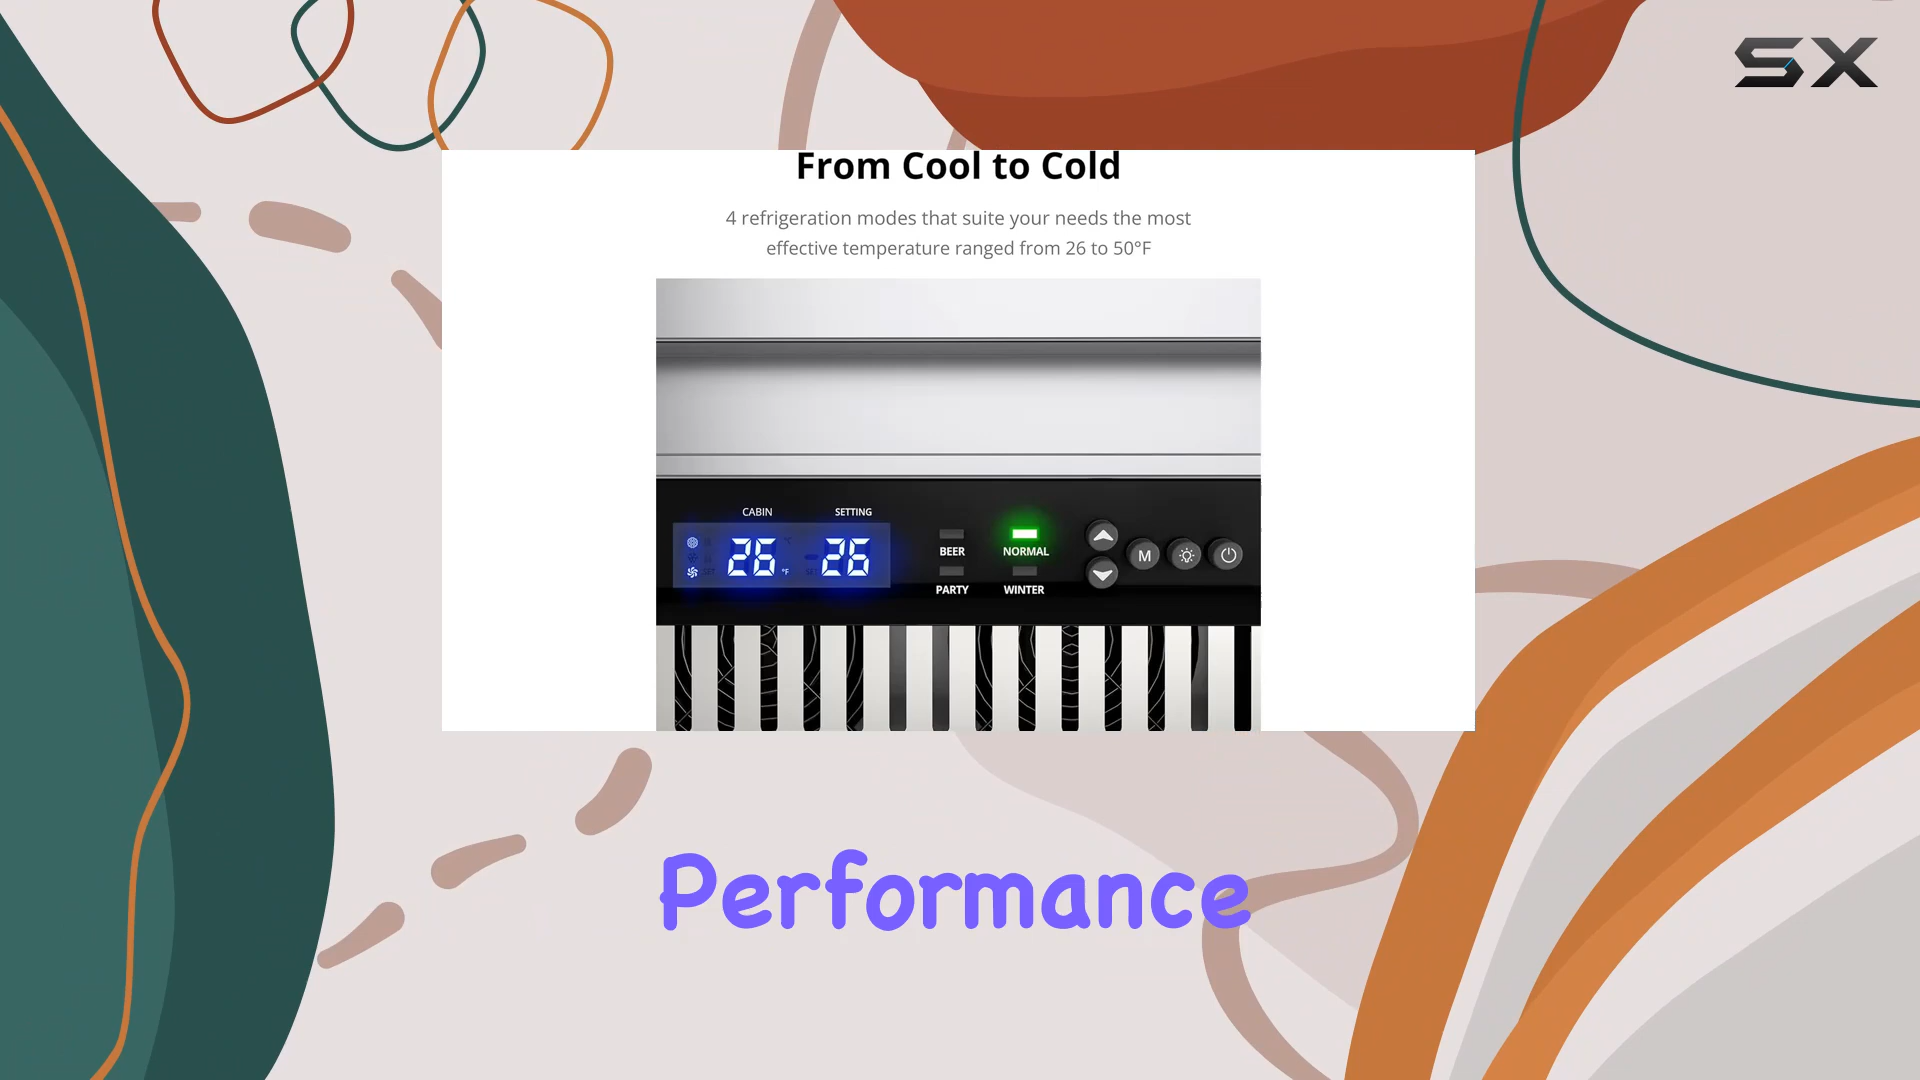 SX
From Cool to Cold
4 refrigeration modes that suite your needs the most
effective temperature ranged from 26 to 50°F
CABIN SETTING
26 °F 26
BEER NORMAL
M
PARTY WINTER
Performance